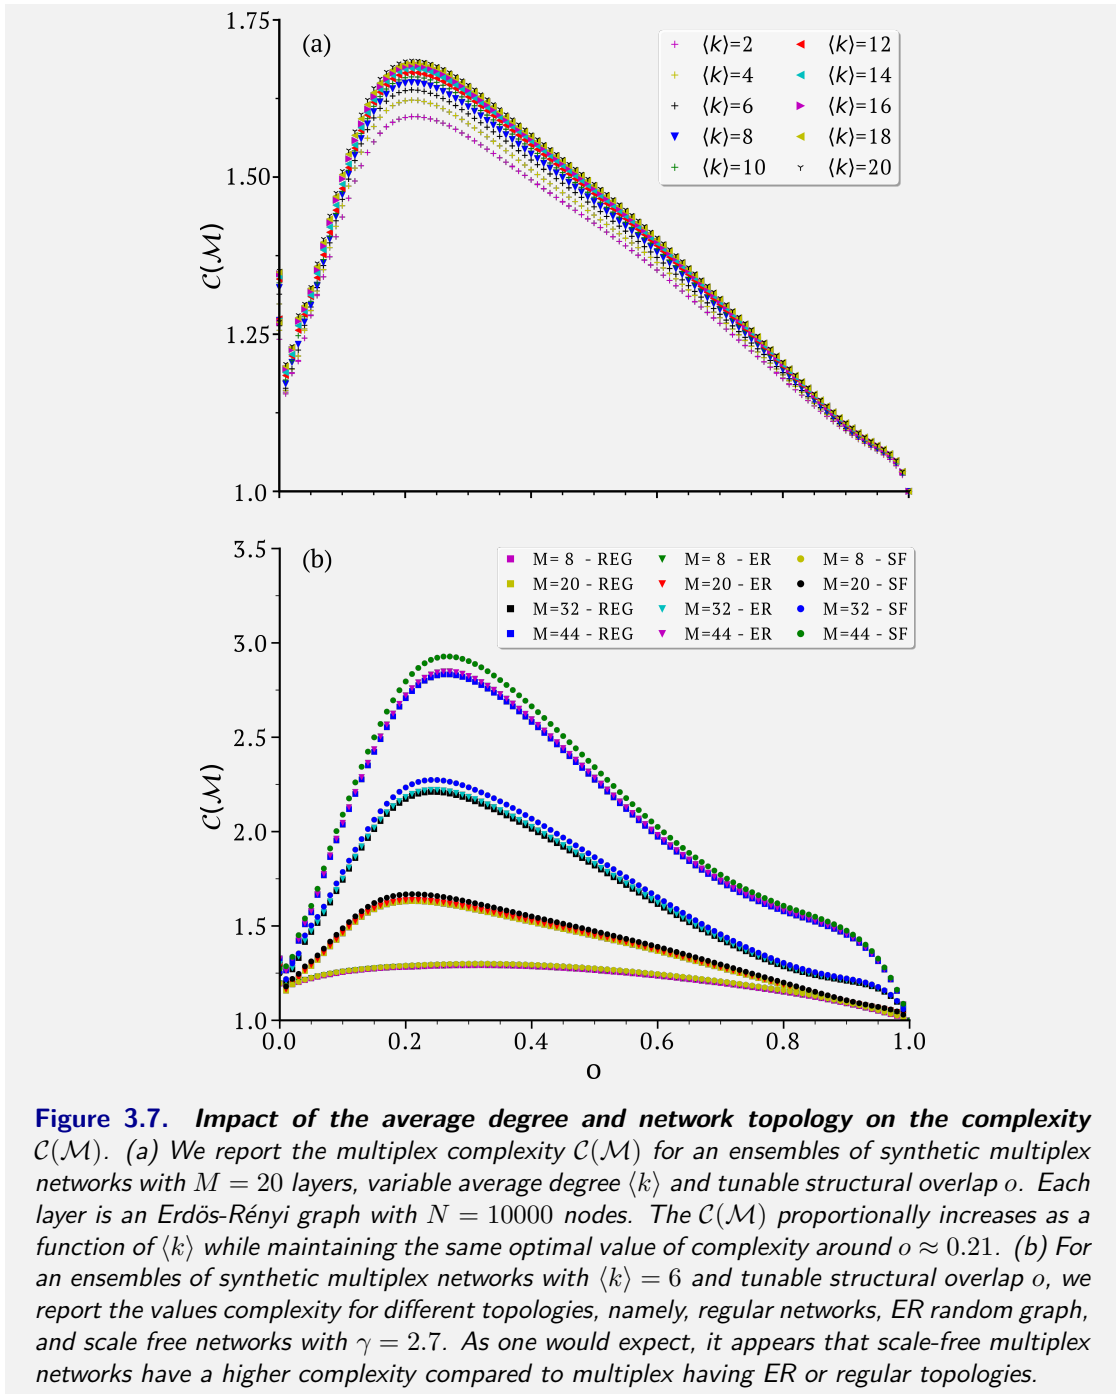 1.75
(a)
⟨k⟩=2
⟨k⟩=12
⟨k⟩=4
⟨k⟩=14
⟨k⟩=6
⟨k⟩=16
⟨k⟩=8
⟨k⟩=18
⟨k⟩=10
⟨k⟩=20
1.50
C(M)
1.25
1.0
3.5
(b)
M= 8 - REG
M= 8 - ER
M= 8 - SF
M=20 - REG
M=20 - ER
M=20 - SF
M=32 - REG
M=32 - ER
M=32 - SF
M=44 - REG
M=44 - ER
M=44 - SF
3.0
2.5
C(M)
2.0
1.5
1.0
0.0 0.2 0.4 0.6 0.8 1.0
o
Figure 3.7. Impact of the average degree and network topology on the complexity
C(M). (a) We report the multiplex complexity C(M) for an ensembles of synthetic multiplex
networks with M = 20 layers, variable average degree ⟨k⟩ and tunable structural overlap o. Each
layer is an Erdös-Rényi graph with N = 10000 nodes. The C(M) proportionally increases as a
function of ⟨k⟩ while maintaining the same optimal value of complexity around o ≈ 0.21. (b) For
an ensembles of synthetic multiplex networks with ⟨k⟩ = 6 and tunable structural overlap o, we
report the values complexity for different topologies, namely, regular networks, ER random graph,
and scale free networks with γ = 2.7. As one would expect, it appears that scale-free multiplex
networks have a higher complexity compared to multiplex having ER or regular topologies.